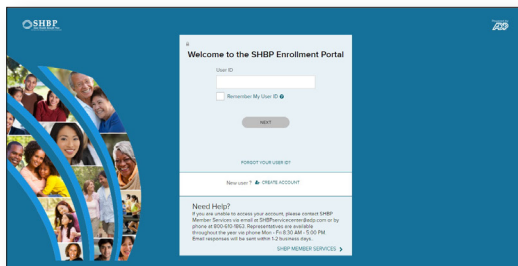 SHBP
Powered by
ADP
Welcome to the SHBP Enrollment Portal
User ID
Remember My User ID
NEXT
FORGOT YOUR USER ID?
New user ? CREATE ACCOUNT
Need Help?
If you are unable to access your account, please contact SHBP
Member Services via email at SHBPservicecenter@adp.com or by
phone at 800-610-1863. Representatives are available
throughout the year via phone Mon - Fri 8:30 AM - 5:00 PM.
Email responses will be sent within 1-2 business days.
SHBP MEMBER SERVICES